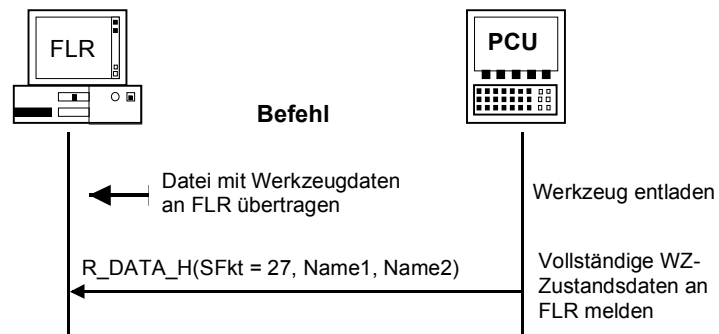 FLR
PCU
Befehl
Datei mit Werkzeugdaten
an FLR übertragen
Werkzeug entladen
R_DATA_H(SFkt = 27, Name1, Name2)
Vollständige WZ-
Zustandsdaten an
FLR melden